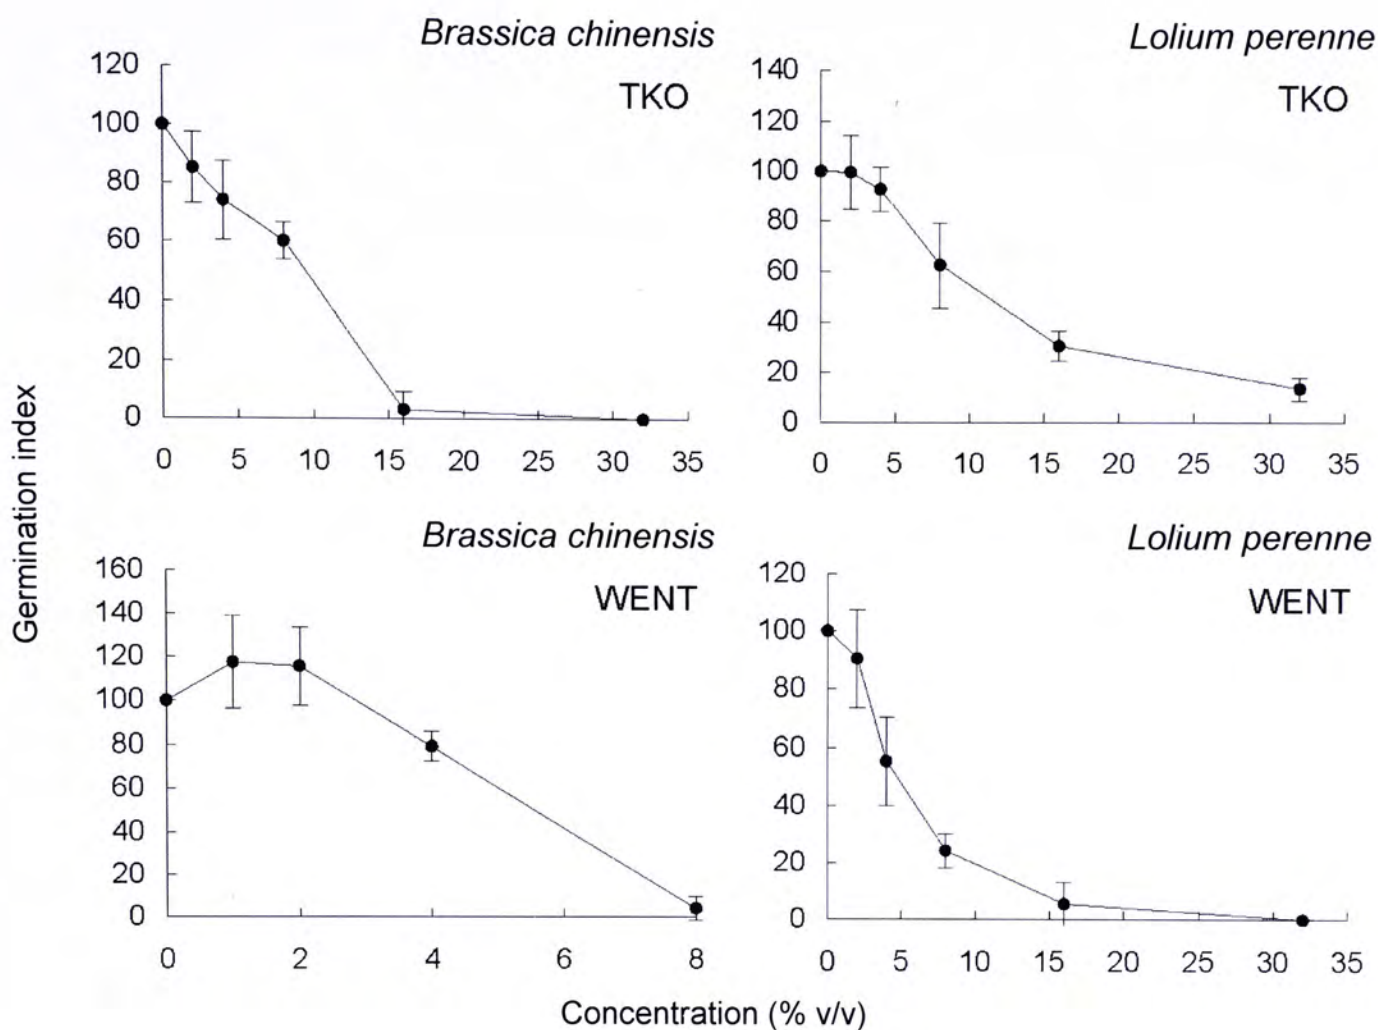 Brassica chinensis
TKO
120
100
80
60
40
20
0
0 5 10 15 20 25 30 35
Lolium perenne
TKO
140
120
100
80
60
40
20
0
0 5 10 15 20 25 30 35
Germination index
Brassica chinensis
WENT
160
140
120
100
80
60
40
20
0
0 2 4 6 8
Lolium perenne
WENT
120
100
80
60
40
20
0
0 5 10 15 20 25 30 35
Concentration (% v/v)